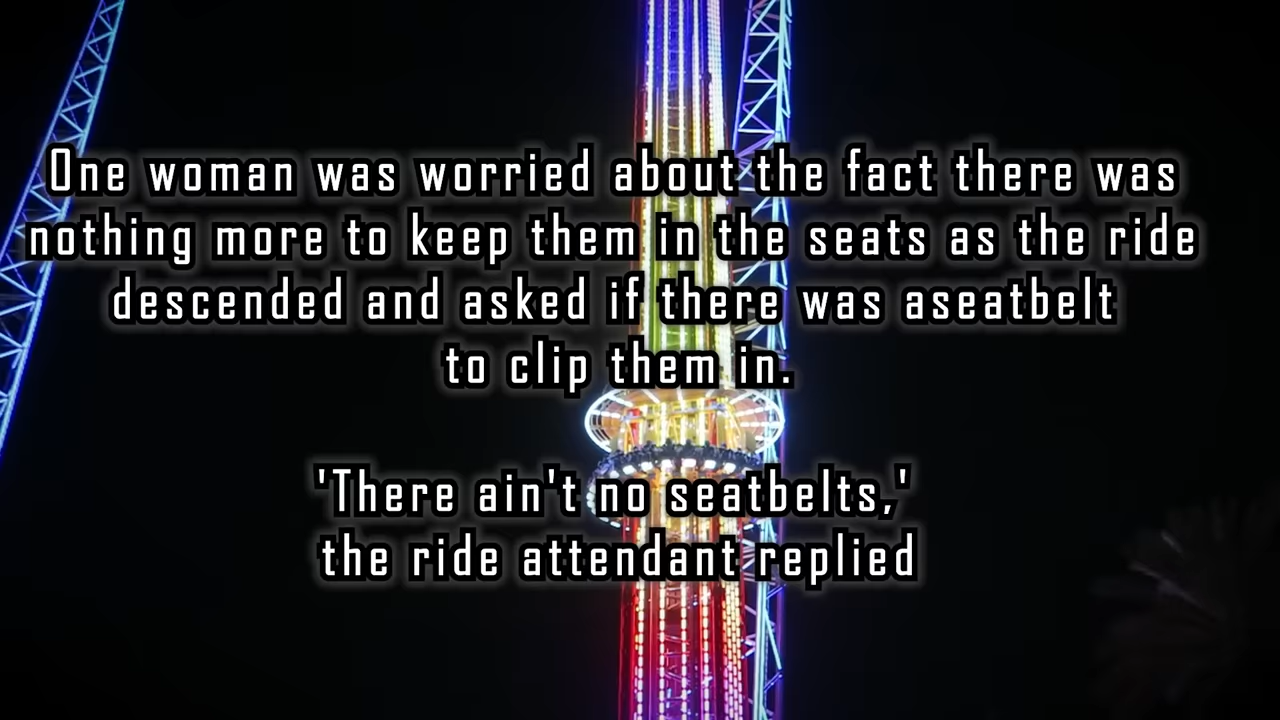 One woman was worried about the fact there was
nothing more to keep them in the seats as the ride
descended and asked if there was aseatbelt
to clip them in.
'There ain't no seatbelts,'
the ride attendant replied